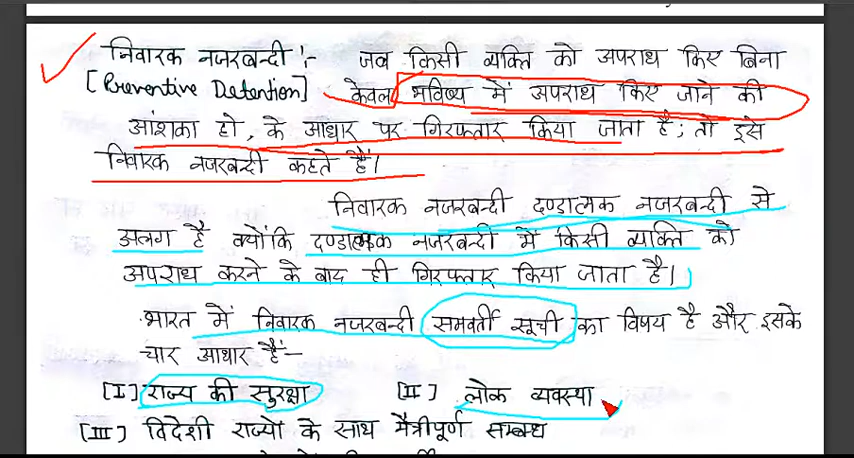 निवारक नजरबन्दी :- जब किसी व्यक्ति को अपराध किए बिना
[Preventive Detention] केवल भविष्य में अपराध किए जाने की
आंशका हो, के आधार पर गिरफ्तार किया जाता है; तो इसे
निवारक नजरबन्दी कहते हैं।
निवारक नजरबन्दी दण्डात्मक नजरबन्दी से
अलग है क्योंकि दण्डात्मक नजरबन्दी में किसी व्यक्ति को
अपराध करने के बाद ही गिरफ्तार किया जाता है।
भारत में निवारक नजरबन्दी समवर्ती सूची का विषय है और इसके
चार आधार हैं-
[I] राज्य की सुरक्षा [II] लोक व्यवस्था
[III] विदेशी राज्यों के साथ मैत्रीपूर्ण सम्बन्ध